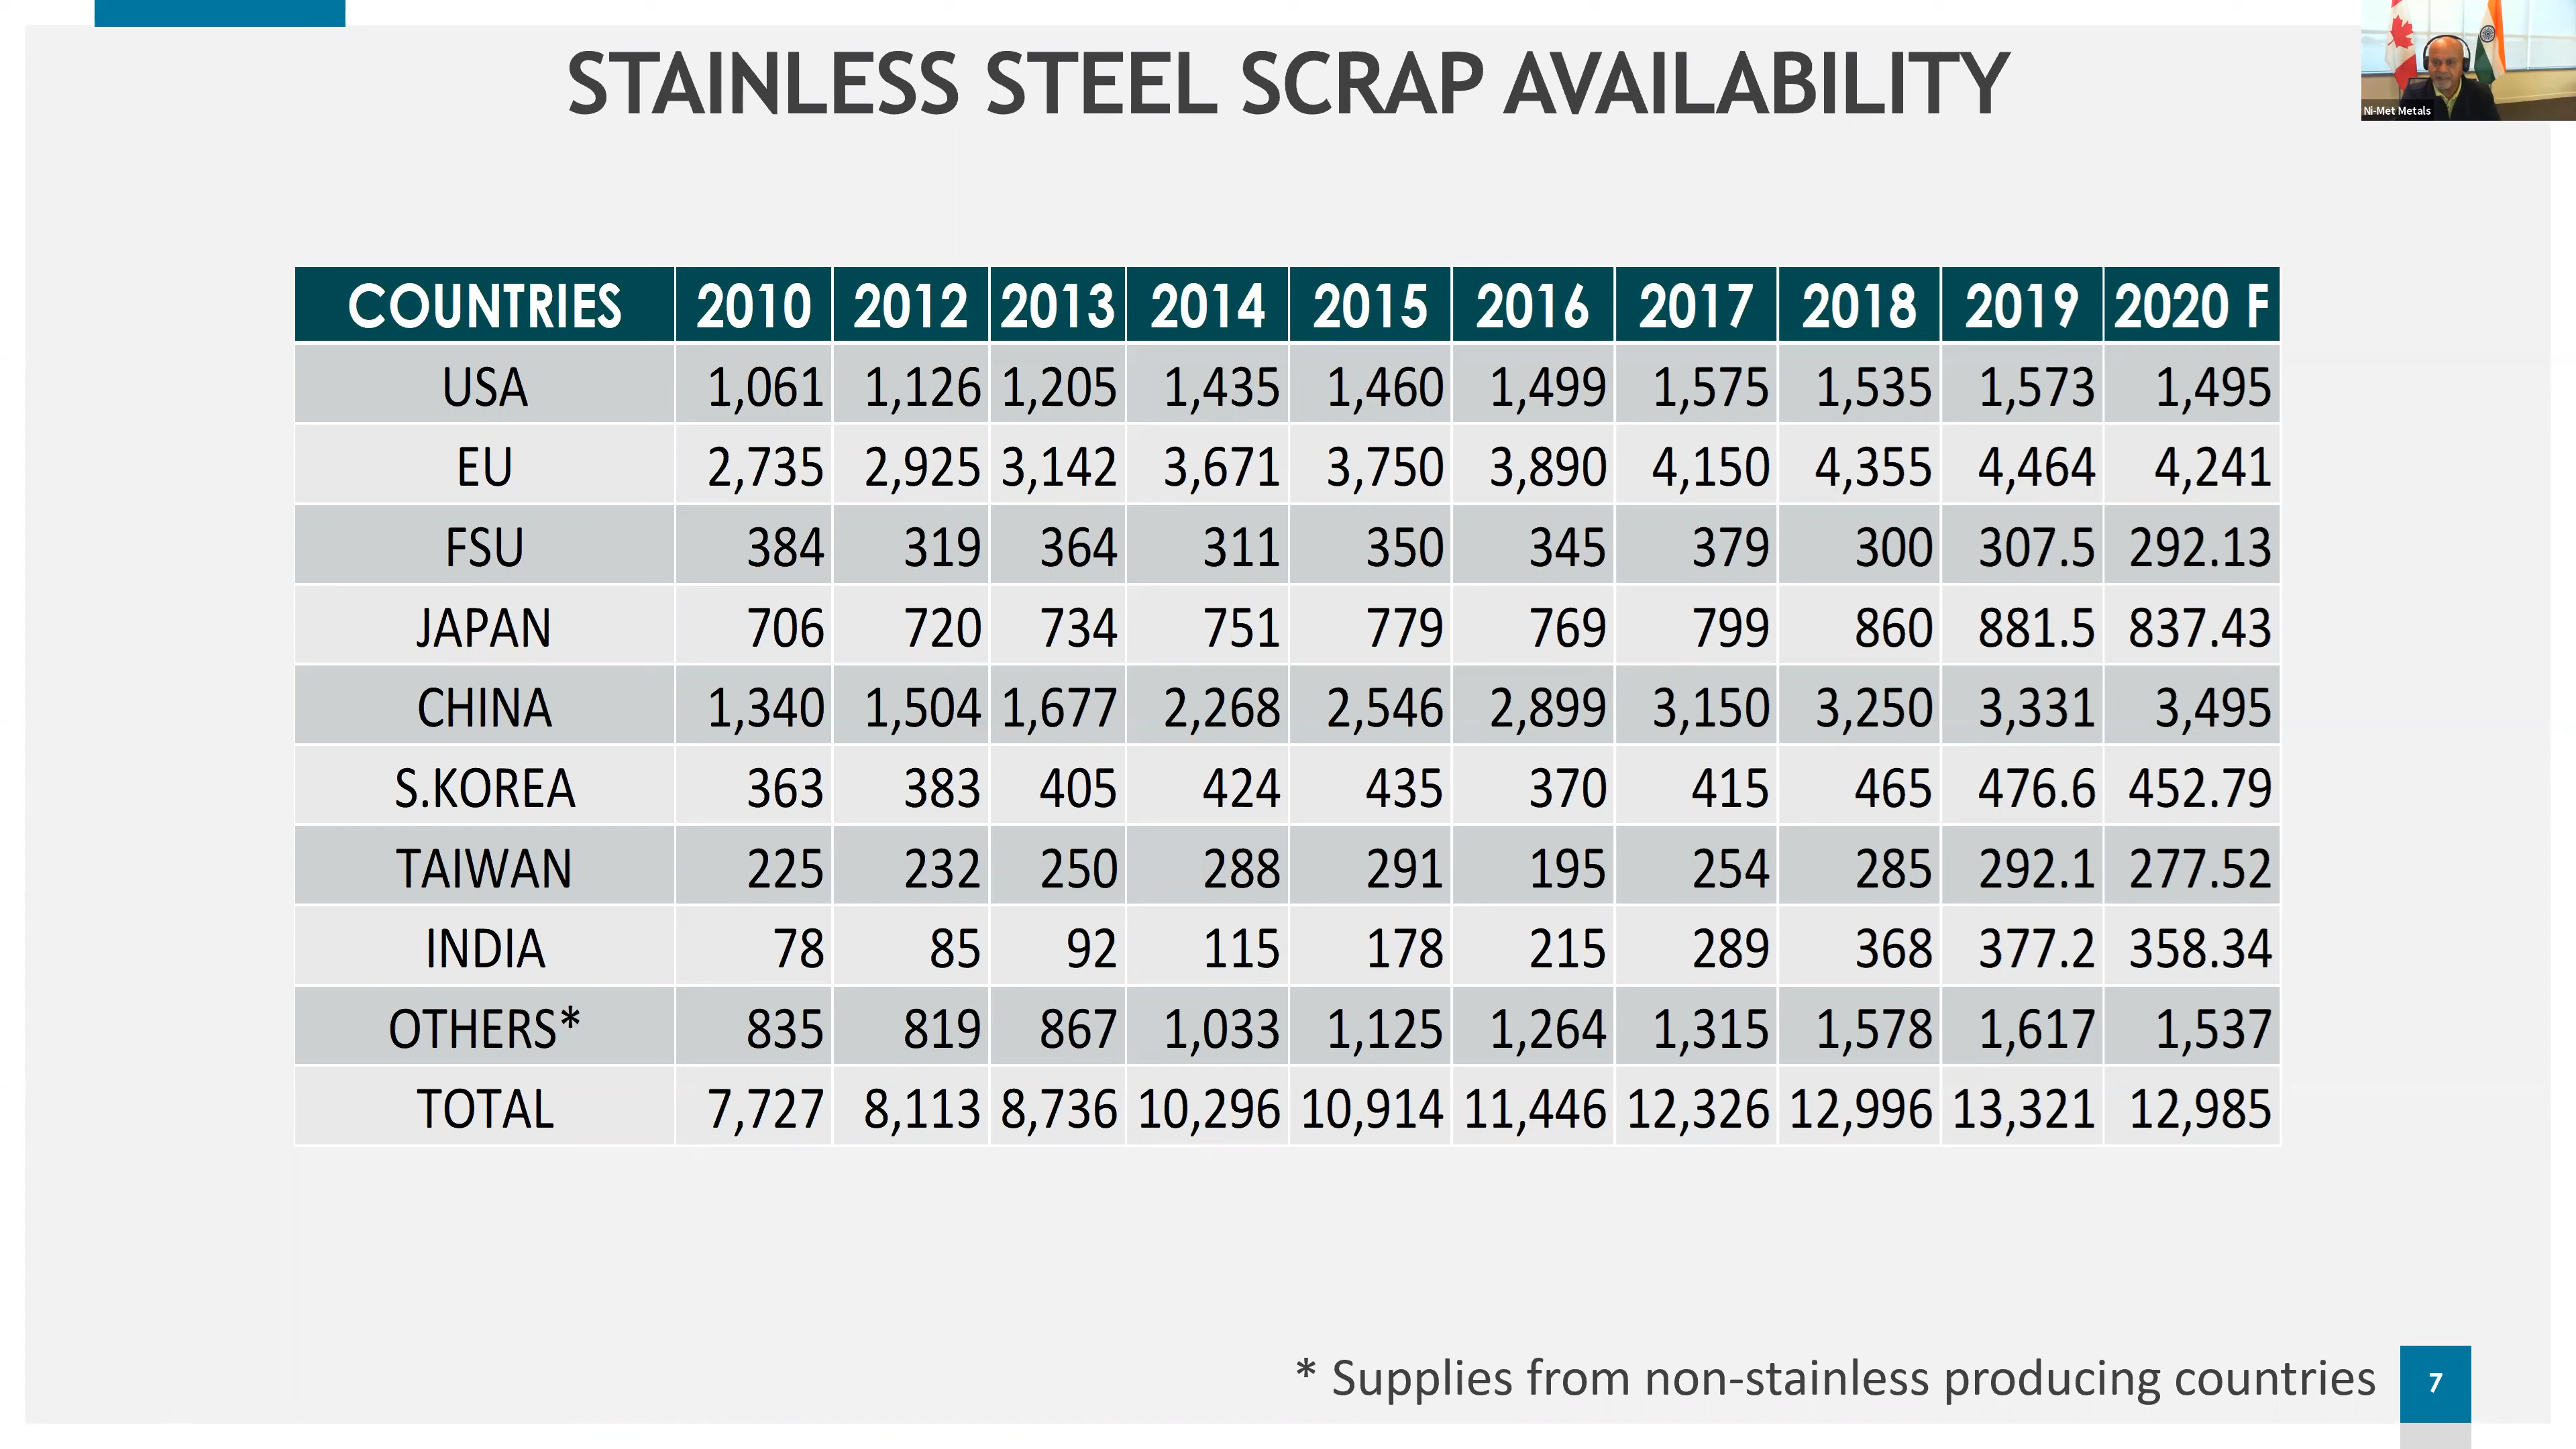 STAINLESS STEEL SCRAP AVAILABILITY
Ni-Met Metals
COUNTRIES 2010 2012 2013 2014 2015 2016 2017 2018 2019 2020 F
USA 1,061 1,126 1,205 1,435 1,460 1,499 1,575 1,535 1,573 1,495
EU 2,735 2,925 3,142 3,671 3,750 3,890 4,150 4,355 4,464 4,241
FSU 384 319 364 311 350 345 379 300 307.5 292.13
JAPAN 706 720 734 751 779 769 799 860 881.5 837.43
CHINA 1,340 1,504 1,677 2,268 2,546 2,899 3,150 3,250 3,331 3,495
S.KOREA 363 383 405 424 435 370 415 465 476.6 452.79
TAIWAN 225 232 250 288 291 195 254 285 292.1 277.52
INDIA 78 85 92 115 178 215 289 368 377.2 358.34
OTHERS* 835 819 867 1,033 1,125 1,264 1,315 1,578 1,617 1,537
TOTAL 7,727 8,113 8,736 10,296 10,914 11,446 12,326 12,996 13,321 12,985
* Supplies from non-stainless producing countries
7